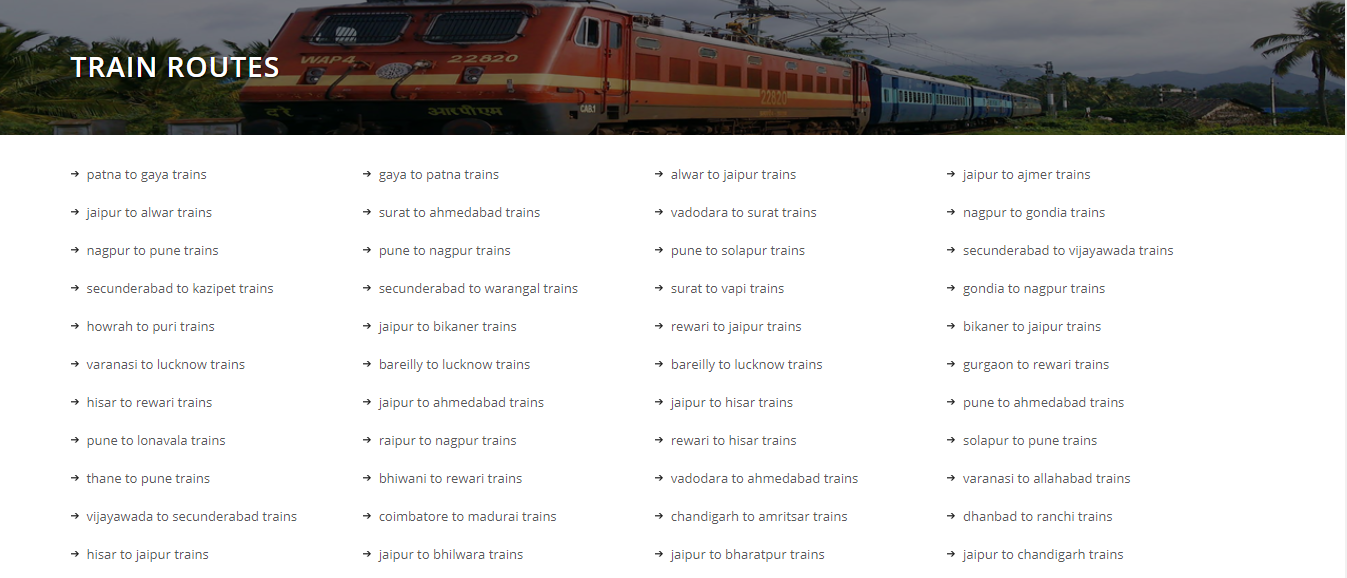 TRAIN ROUTES
WAP4 22820
CAB.1
22820
द रे आरपीएम
patna to gaya trains gaya to patna trains alwar to jaipur trains jaipur to ajmer trains
jaipur to alwar trains surat to ahmedabad trains vadodara to surat trains nagpur to gondia trains
nagpur to pune trains pune to nagpur trains pune to solapur trains secunderabad to vijayawada trains
secunderabad to kazipet trains secunderabad to warangal trains surat to vapi trains gondia to nagpur trains
howrah to puri trains jaipur to bikaner trains rewari to jaipur trains bikaner to jaipur trains
varanasi to lucknow trains bareilly to lucknow trains bareilly to lucknow trains gurgaon to rewari trains
hisar to rewari trains jaipur to ahmedabad trains jaipur to hisar trains pune to ahmedabad trains
pune to lonavala trains raipur to nagpur trains rewari to hisar trains solapur to pune trains
thane to pune trains bhiwani to rewari trains vadodara to ahmedabad trains varanasi to allahabad trains
vijayawada to secunderabad trains coimbatore to madurai trains chandigarh to amritsar trains dhanbad to ranchi trains
hisar to jaipur trains jaipur to bhilwara trains jaipur to bharatpur trains jaipur to chandigarh trains